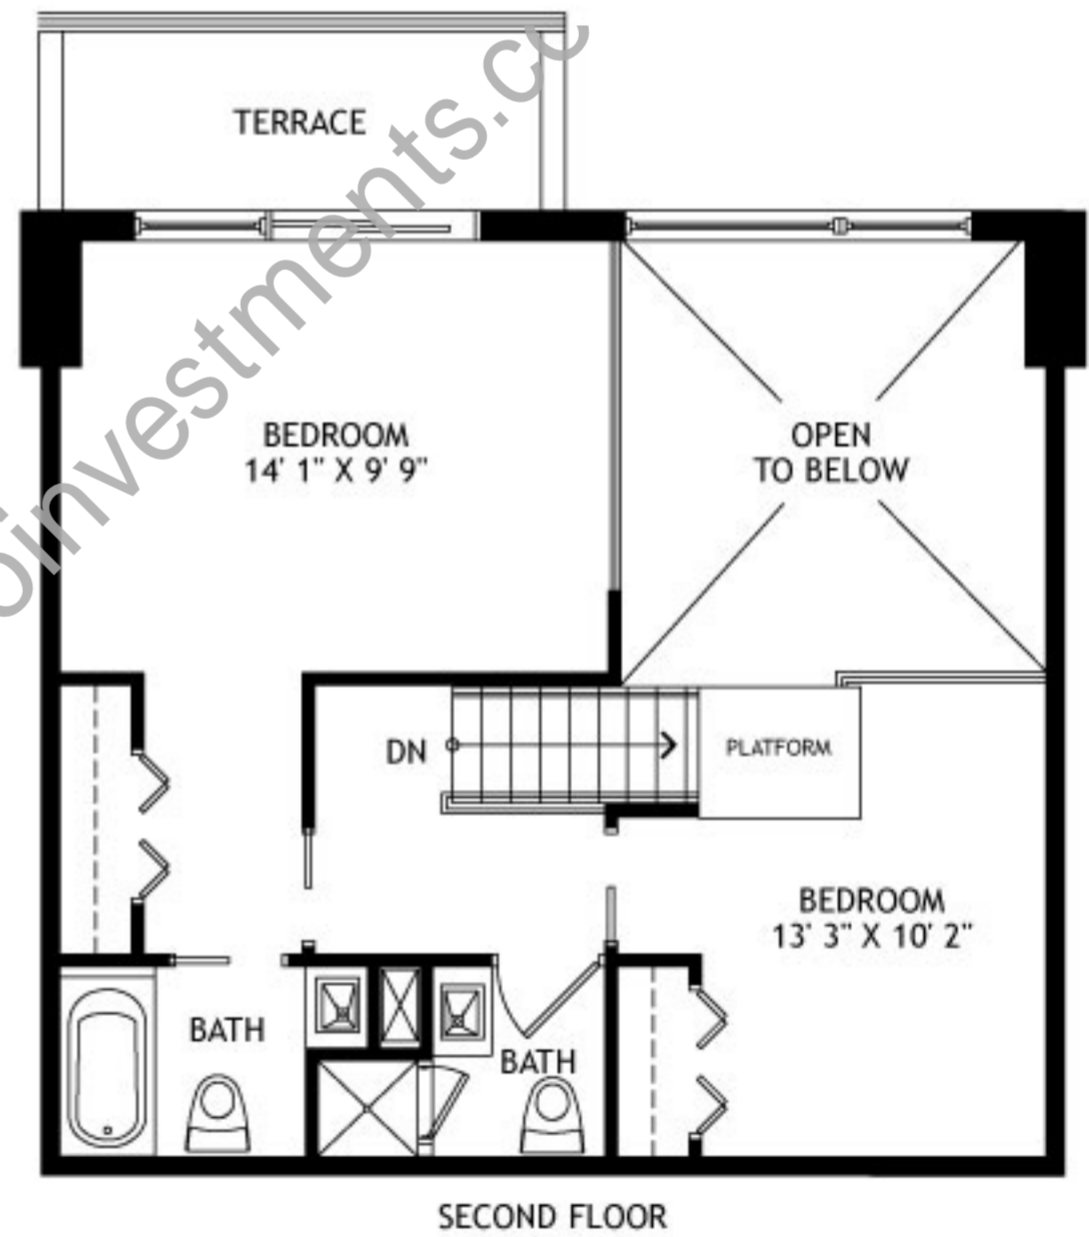 TERRACE
BEDROOM
14' 1" X 9' 9"
OPEN
TO BELOW
DN
PLATFORM
BEDROOM
13' 3" X 10' 2"
BATH
BATH
SECOND FLOOR